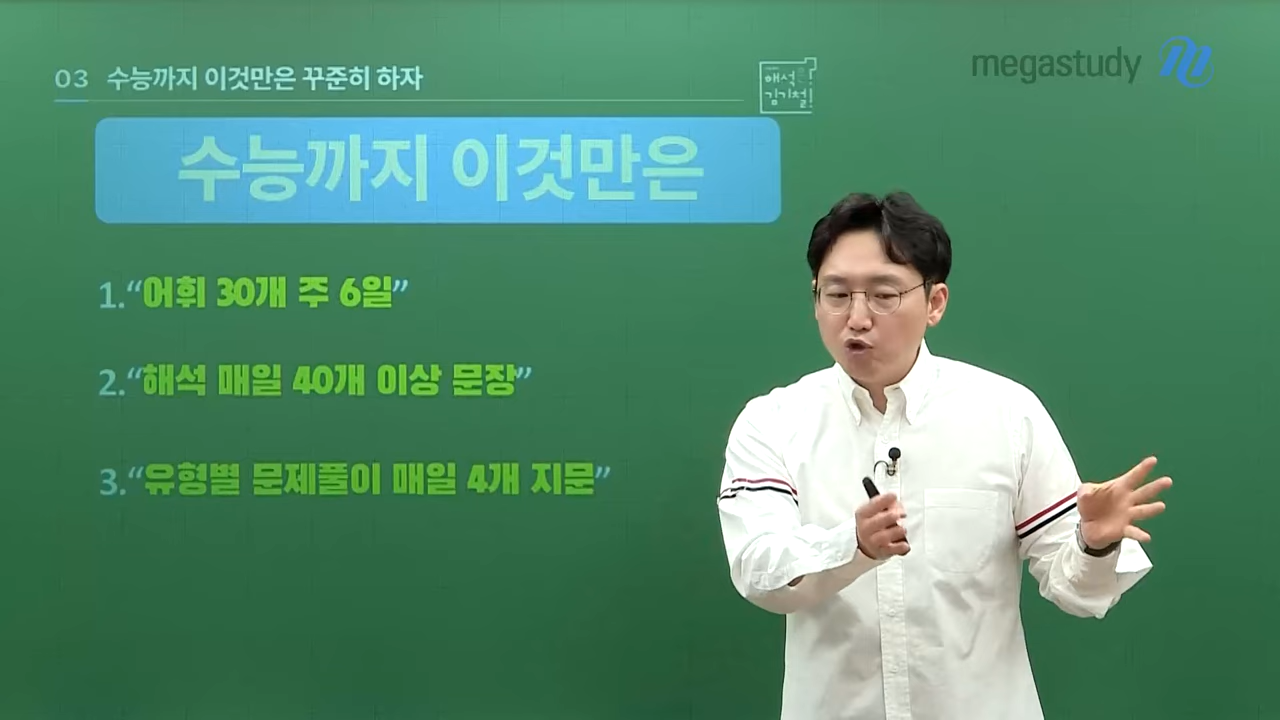 03 수능까지 이것만은 꾸준히 하자
megastudy
해석은!
김기철!
수능까지 이것만은
1.“어휘 30개 주 6일”
2.“해석 매일 40개 이상 문장”
3.“유형별 문제풀이 매일 4개 지문”